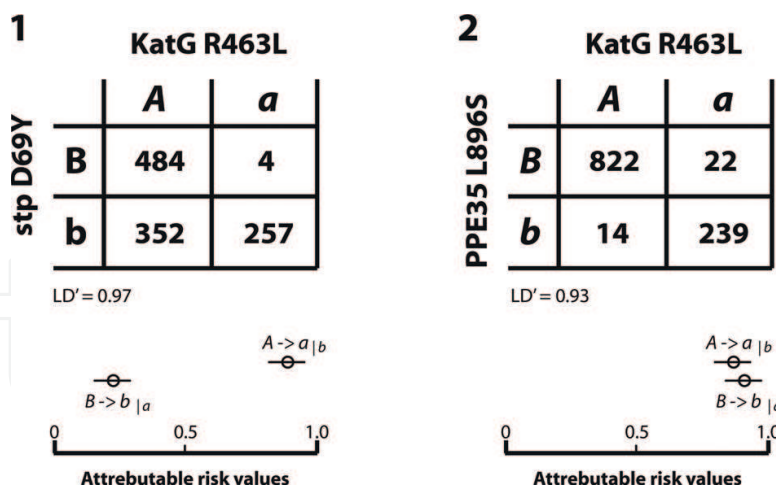 1
KatG R463L
stp D69Y
A a
B 484 4
b 352 257
LD' = 0.97
A -> a |b
B -> b |a
0 0.5 1.0
Attrebutable risk values
2
KatG R463L
PPE35 L896S
A a
B 822 22
b 14 239
LD' = 0.93
A -> a |b
B -> b |a
0 0.5 1.0
Attrebutable risk values